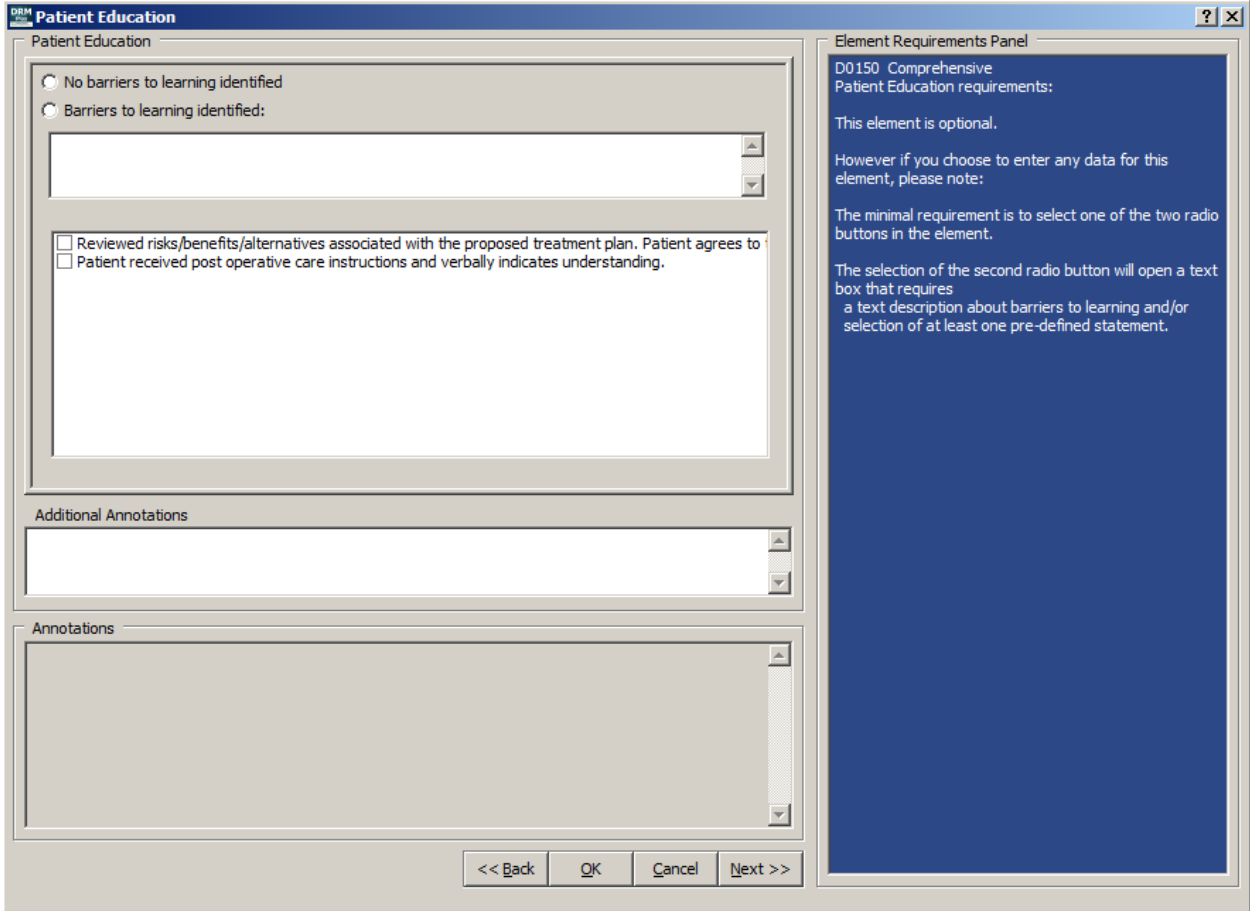 DRM
Plus
Patient Education
Patient Education
No barriers to learning identified
Barriers to learning identified:
Reviewed risks/benefits/alternatives associated with the proposed treatment plan. Patient agrees to
Patient received post operative care instructions and verbally indicates understanding.
Additional Annotations
Annotations
<< Back
OK
Cancel
Next >>
Element Requirements Panel
D0150 Comprehensive
Patient Education requirements:
This element is optional.
However if you choose to enter any data for this
element, please note:
The minimal requirement is to select one of the two radio
buttons in the element.
The selection of the second radio button will open a text
box that requires
a text description about barriers to learning and/or
selection of at least one pre-defined statement.